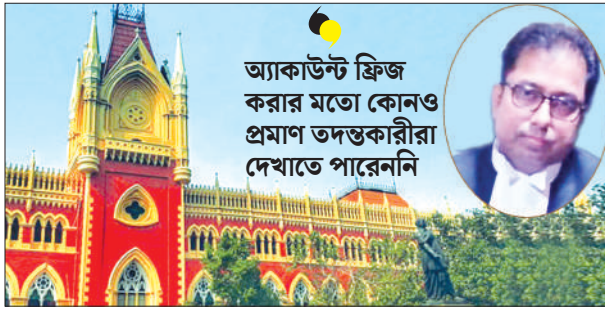 অ্যাকাউন্ট ফ্রিজ
করার মতো কোনও
প্রমাণ তদন্তকারীরা
দেখাতে পারেননি